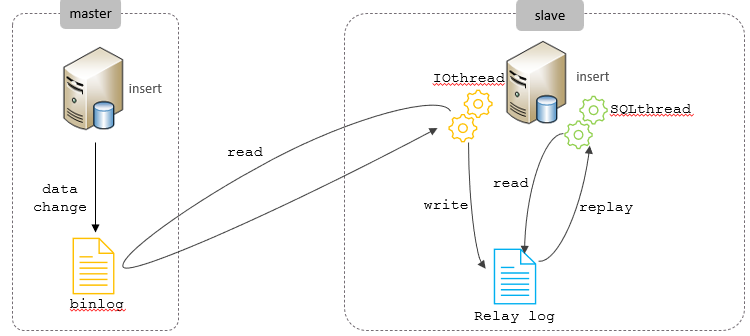 master
slave
insert
IOthread
insert
SQLthread
read
data
change
read
write
replay
binlog
Relay log